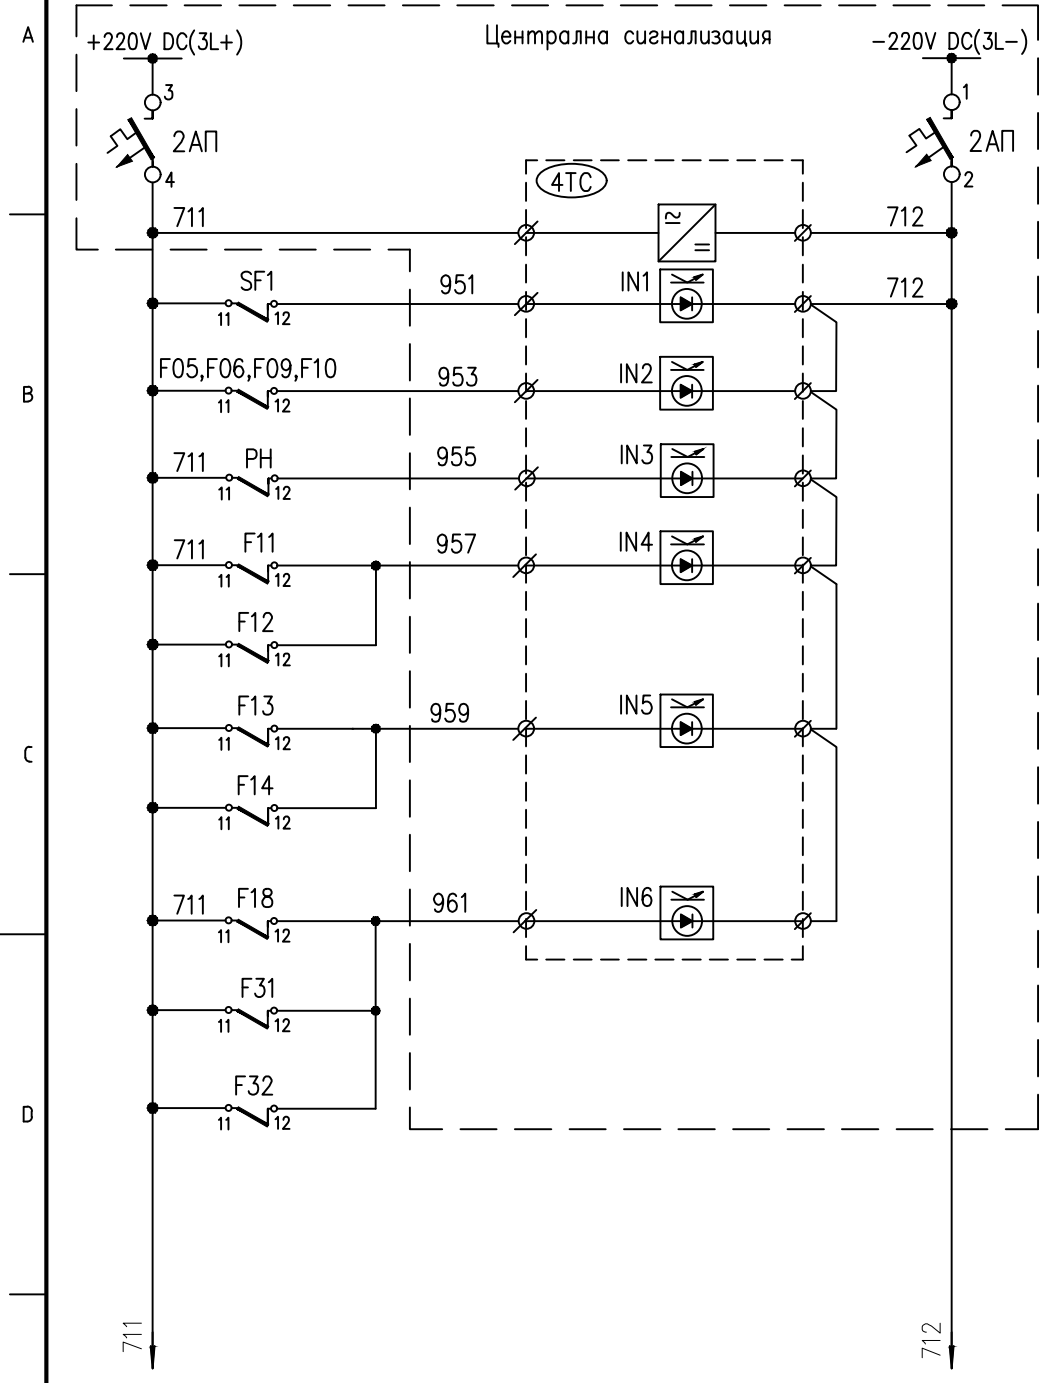 A
+220V DC(3L+)
Централна сигнализация
−220V DC(3L−)
3
1
2АП
2АП
4TC
4
2
711
712
≃
=
SF1
951
IN1
712
11
12
B
F05,F06,F09,F10
953
IN2
11
12
711
PH
955
IN3
11
12
711
F11
957
IN4
11
12
F12
11
12
C
F13
959
IN5
11
12
F14
11
12
711
F18
961
IN6
11
12
F31
11
12
D
F32
11
12
711
712